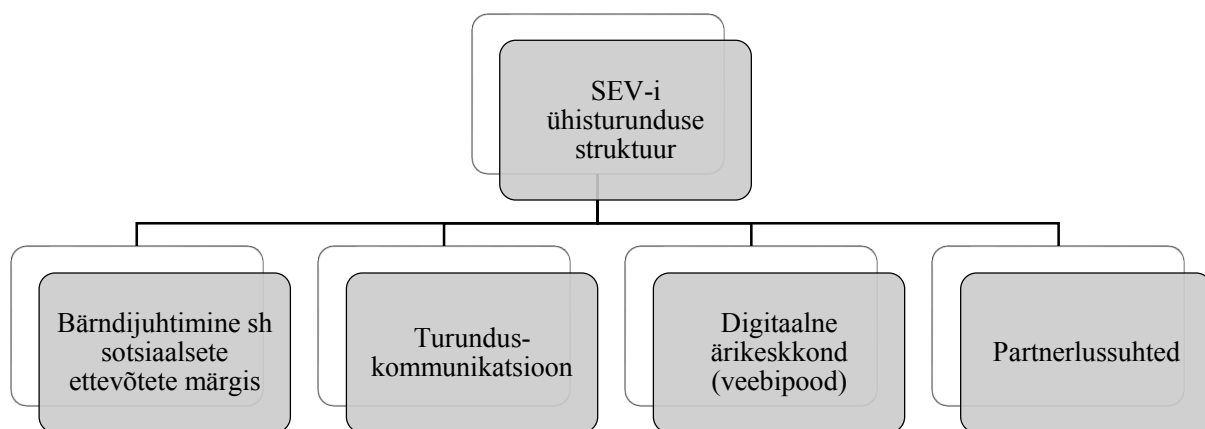 SEV-i
ühisturunduse
struktuur
Bärndijuhtimine sh
sotsiaalsete
ettevõtete märgis
Turundus-
kommunikatsioon
Digitaalne
ärikeskkond
(veebipood)
Partnerlussuhted